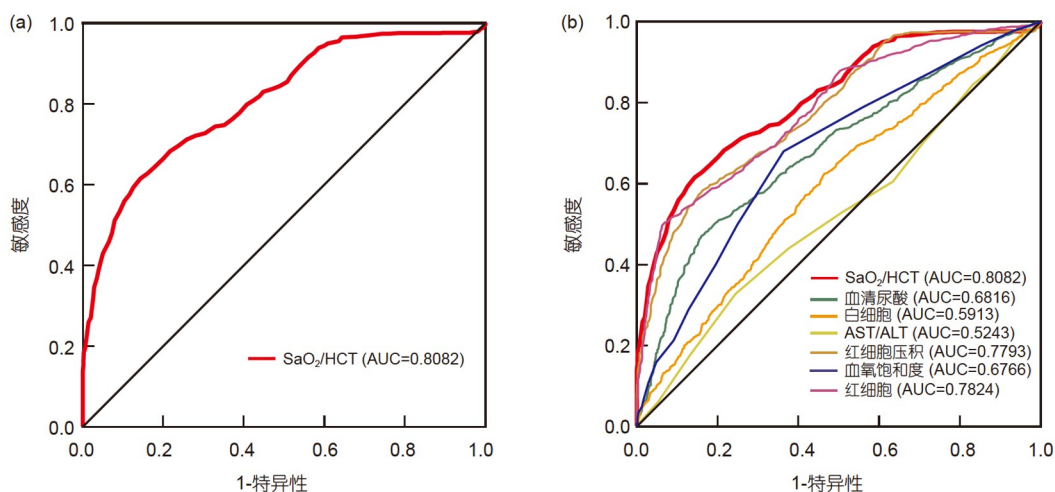 (a)
1.0
0.8
0.6
0.4
0.2
0.0
敏感度
SaO₂/HCT (AUC=0.8082)
0.0 0.2 0.4 0.6 0.8 1.0
1-特异性
(b)
1.0
0.8
0.6
0.4
0.2
0.0
敏感度
SaO₂/HCT (AUC=0.8082)
血清尿酸 (AUC=0.6816)
白细胞 (AUC=0.5913)
AST/ALT (AUC=0.5243)
红细胞压积 (AUC=0.7793)
血氧饱和度 (AUC=0.6766)
红细胞 (AUC=0.7824)
0.0 0.2 0.4 0.6 0.8 1.0
1-特异性